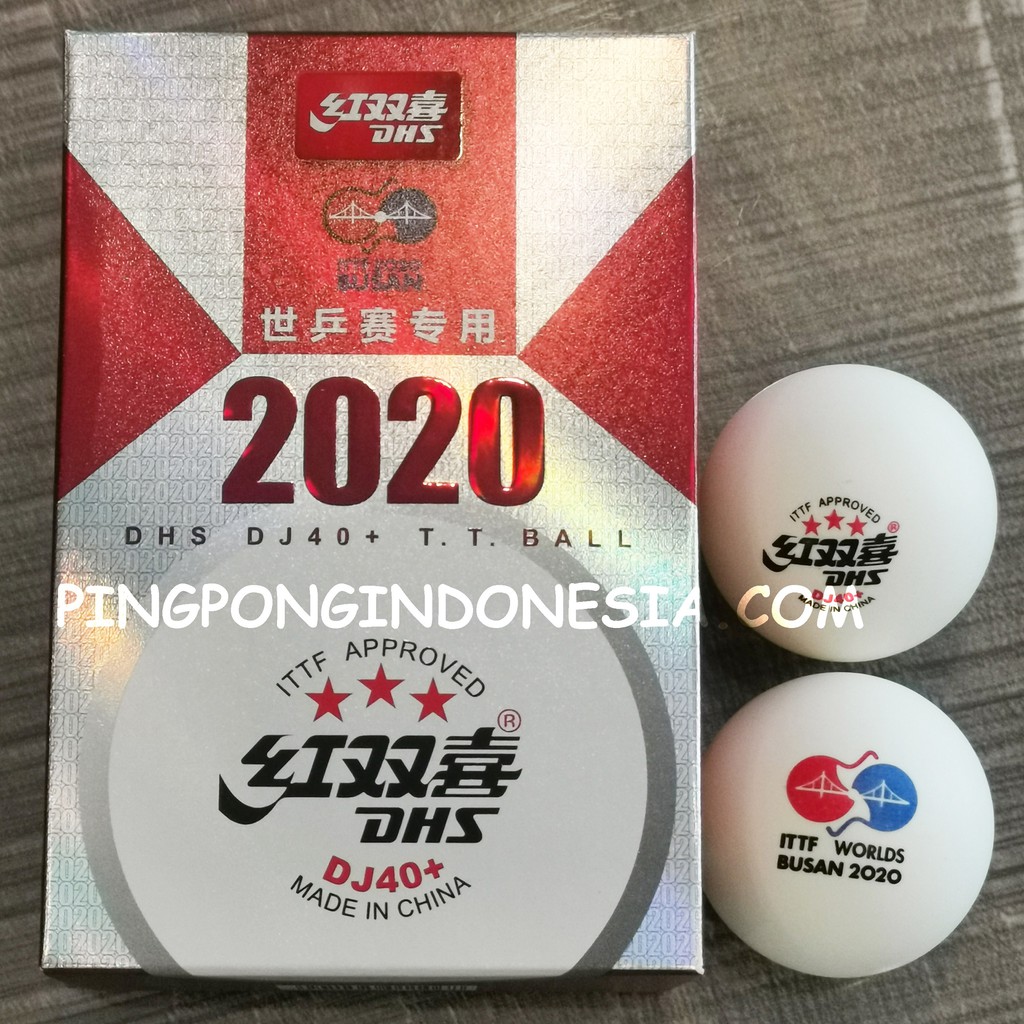 红双喜
DHS
BUSAN
世乒赛专用
2020
DHS DJ40+ T.T. BALL
PINGPONGINDONESIA.COM
ITTF APPROVED
红双喜®
DHS
DJ40+
MADE IN CHINA
ITTF APPROVED
红双喜®
DHS
DJ40+
MADE IN CHINA
ITTF WORLDS
BUSAN 2020